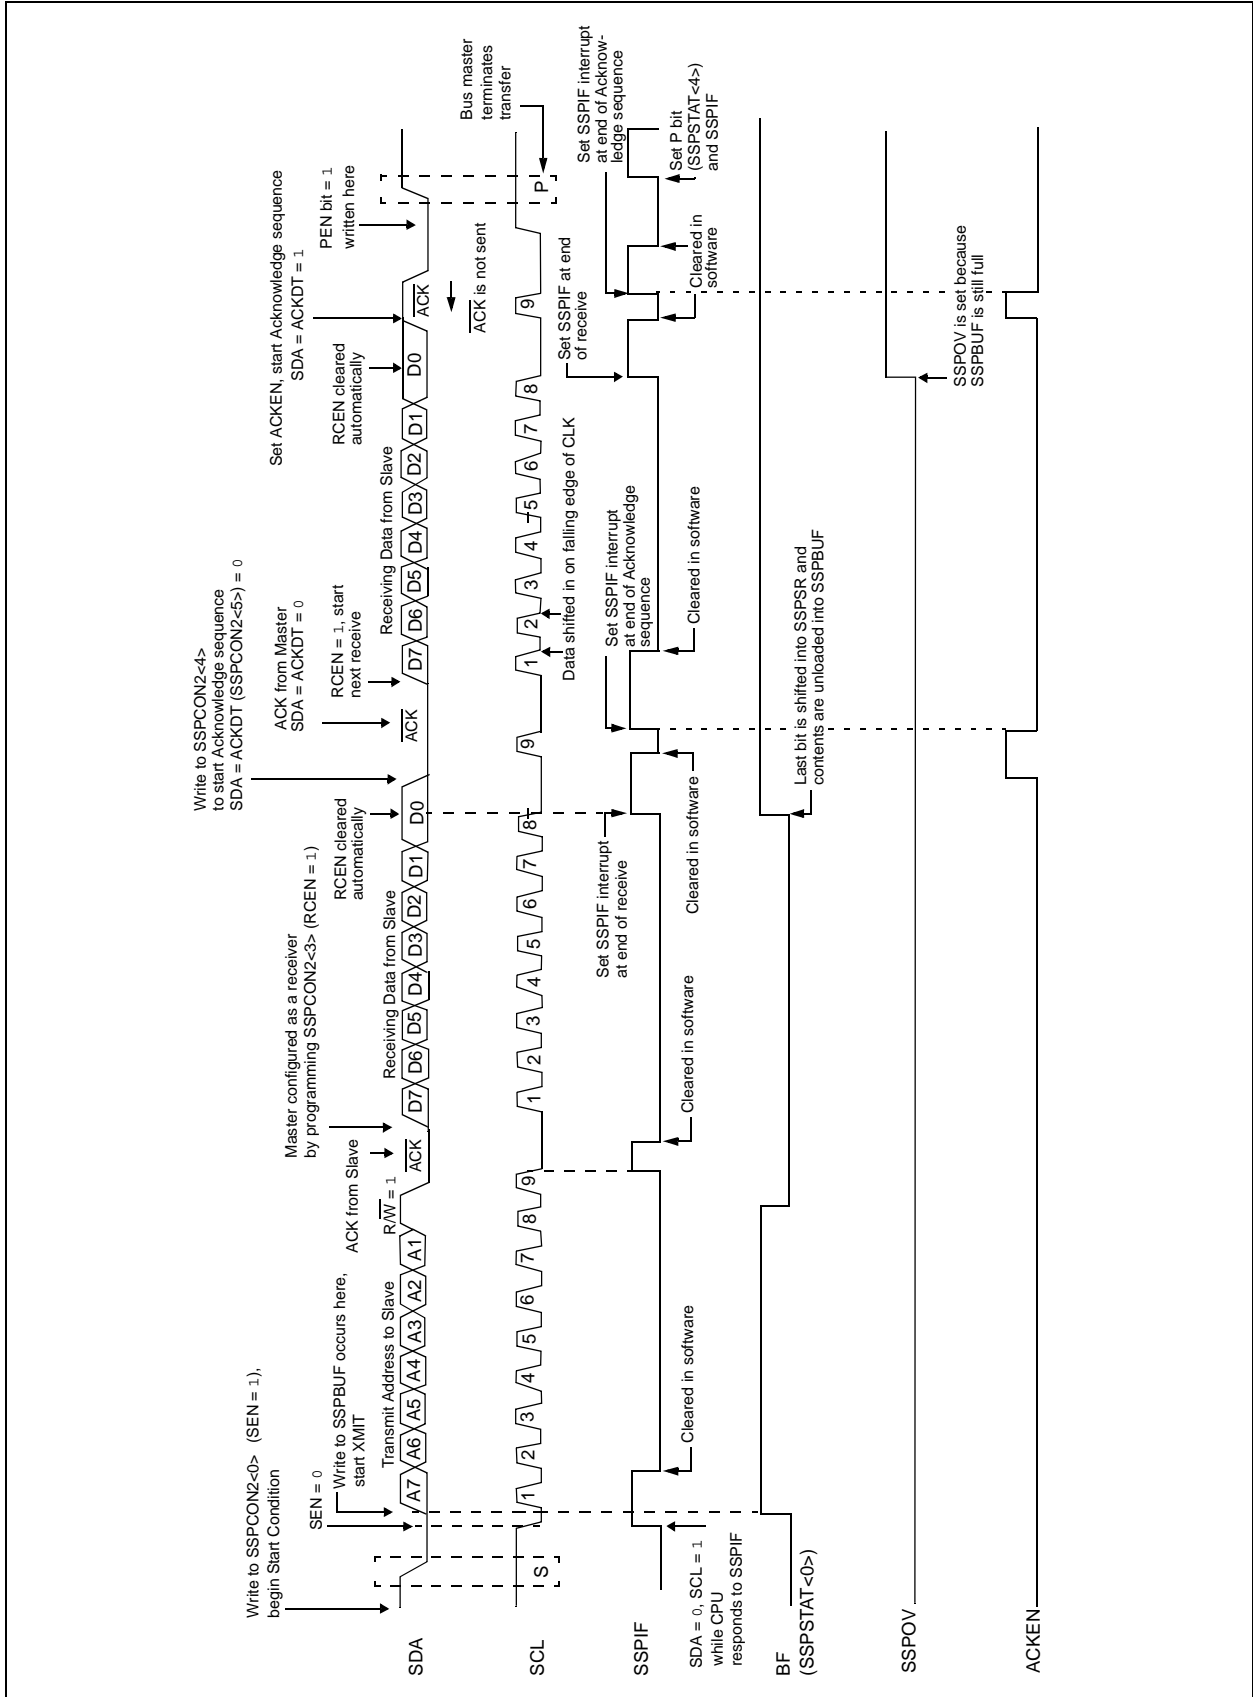 Write to SSPCON2<0> (SEN = 1),
begin Start Condition
SEN = 0
Write to SSPBUF occurs here,
start XMIT
ACK from Slave
Master configured as a receiver
by programming SSPCON2<3> (RCEN = 1)
RCEN cleared
automatically
Write to SSPCON2<4>
to start Acknowledge sequence
SDA = ACKDT (SSPCON2<5>) = 0
ACK from Master
SDA = ACKDT = 0
RCEN = 1, start
next receive
RCEN cleared
automatically
Set ACKEN, start Acknowledge sequence
SDA = ACKDT = 1
PEN bit = 1
written here
Transmit Address to Slave
R/W = 1
Receiving Data from Slave
Receiving Data from Slave
SDA
A7 A6 A5 A4 A3 A2 A1
ACK
D7 D6 D5 D4 D3 D2 D1 D0
ACK
D7 D6 D5 D4 D3 D2 D1 D0
ACK
ACK is not sent
Bus master
terminates
transfer
SCL
S
1 2 3 4 5 6 7 8 9
1 2 3 4 5 6 7 8
9
1 2 3 4 5 6 7 8
9
P
Data shifted in on falling edge of CLK
Set SSPIF interrupt
at end of receive
Set SSPIF interrupt
at end of Acknowledge
sequence
Set SSPIF at end
of receive
Set SSPIF interrupt
at end of Acknow-
ledge sequence
SSPIF
SDA = 0, SCL = 1
while CPU
responds to SSPIF
Cleared in software
Cleared in software
Cleared in software
Cleared in software
Cleared in
software
Set P bit
(SSPSTAT<4>)
and SSPIF
BF
(SSPSTAT<0>)
Last bit is shifted into SSPSR and
contents are unloaded into SSPBUF
SSPOV
SSPOV is set because
SSPBUF is still full
ACKEN